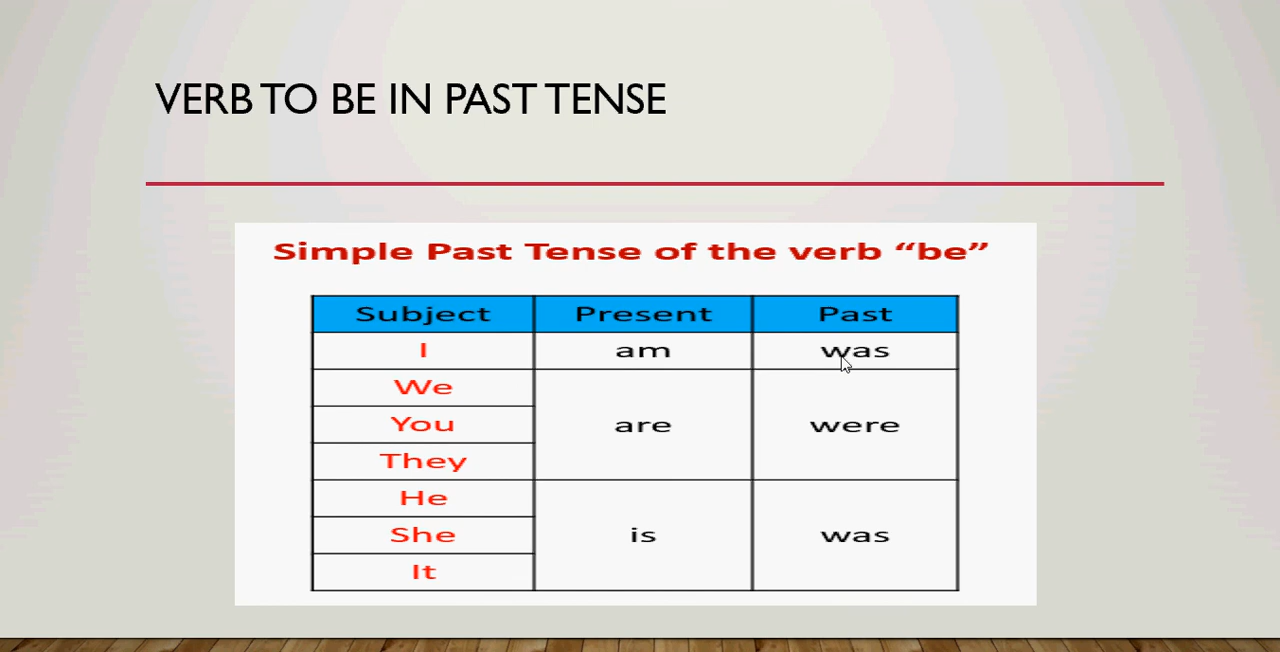 VERB TO BE IN PAST TENSE
Simple Past Tense of the verb “be”
Subject Present Past
I am was
We
You are were
They
He
She is was
It